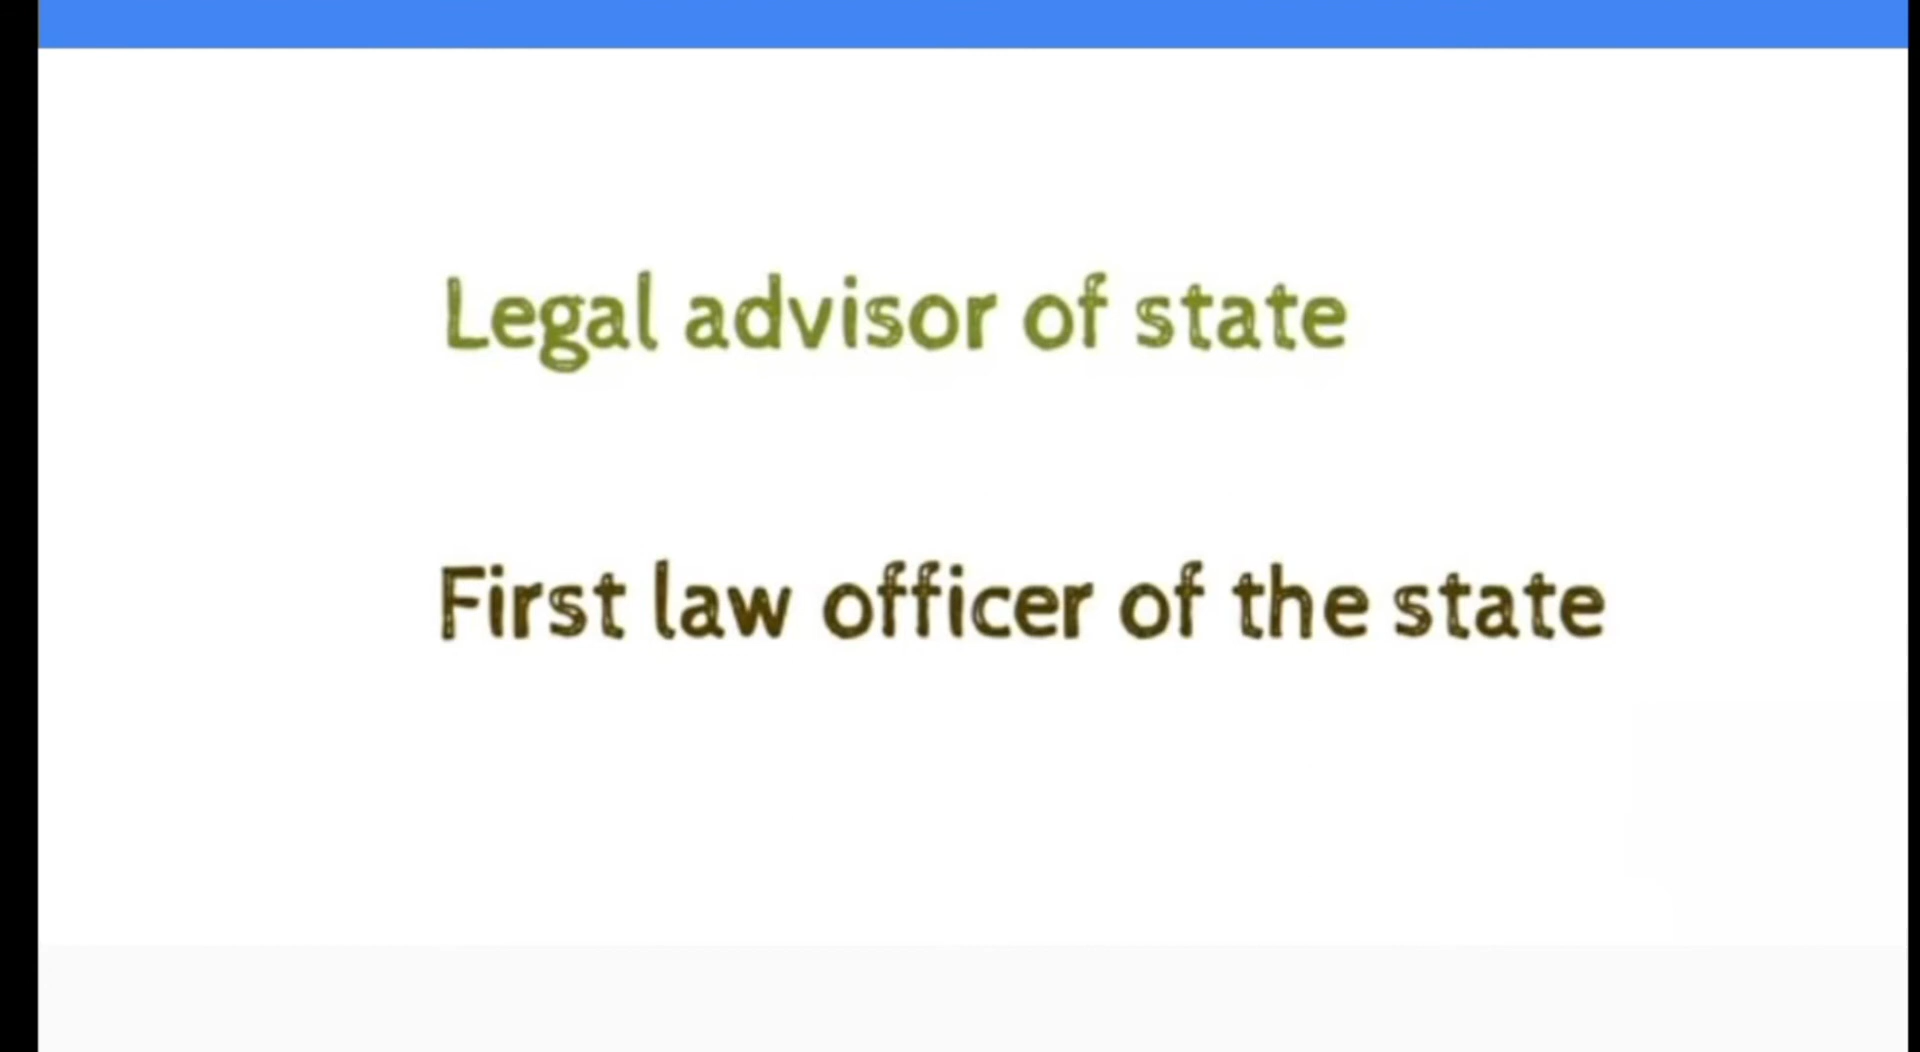 Legal advisor of state
First law officer of the state